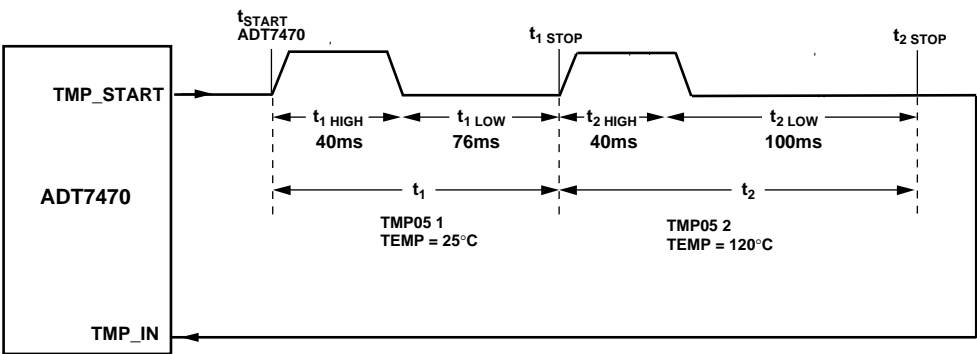 tSTART
ADT7470
t1 STOP
t2 STOP
TMP_START
t1 HIGH
40ms
t1 LOW
76ms
t2 HIGH
40ms
t2 LOW
100ms
ADT7470
t1
t2
TMP05 1
TEMP = 25°C
TMP05 2
TEMP = 120°C
TMP_IN